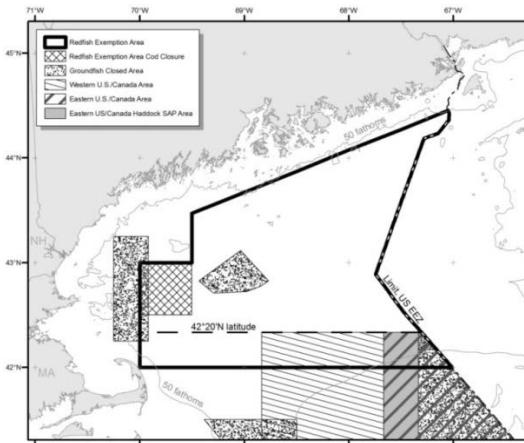 71°W
70°W
69°W
68°W
67°W
45°N
Redfish Exemption Area
Redfish Exemption Area Cod Closure
Groundfish Closed Area
Western U.S./Canada Area
Eastern U.S./Canada Area
Eastern US/Canada Haddock SAP Area
50 fathoms
44°N
NH
43°N
Limit, US EEZ
42°20'N latitude
42°N
MA
50 fathoms